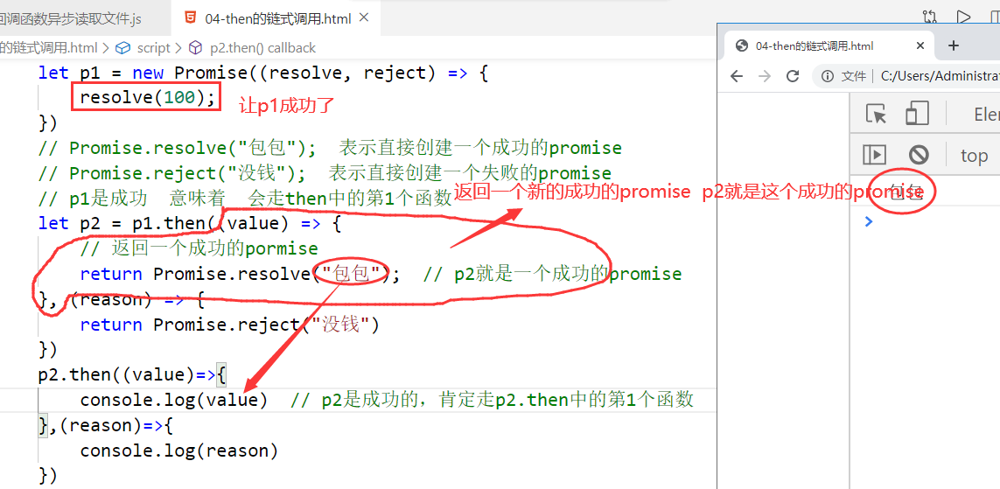 回调函数异步读取文件.js
04-then的链式调用.html
的链式调用.html > script > p2.then() callback
let p1 = new Promise((resolve, reject) => {
resolve(100);
让p1成功了
})
// Promise.resolve("包包"); 表示直接创建一个成功的promise
// Promise.reject("没钱"); 表示直接创建一个失败的promise
// p1是成功 意味着 会走then中的第1个函数
返回一个新的成功的promise p2就是这个成功的promise
let p2 = p1.then((value) => {
// 返回一个成功的pormise
return Promise.resolve("包包"); // p2就是一个成功的promise
}, (reason) => {
return Promise.reject("没钱")
})
p2.then((value)=>{
console.log(value) // p2是成功的，肯定走p2.then中的第1个函数
},(reason)=>{
console.log(reason)
})
04-then的链式调用.html
文件 C:/Users/Administrat
Ele
top
包包